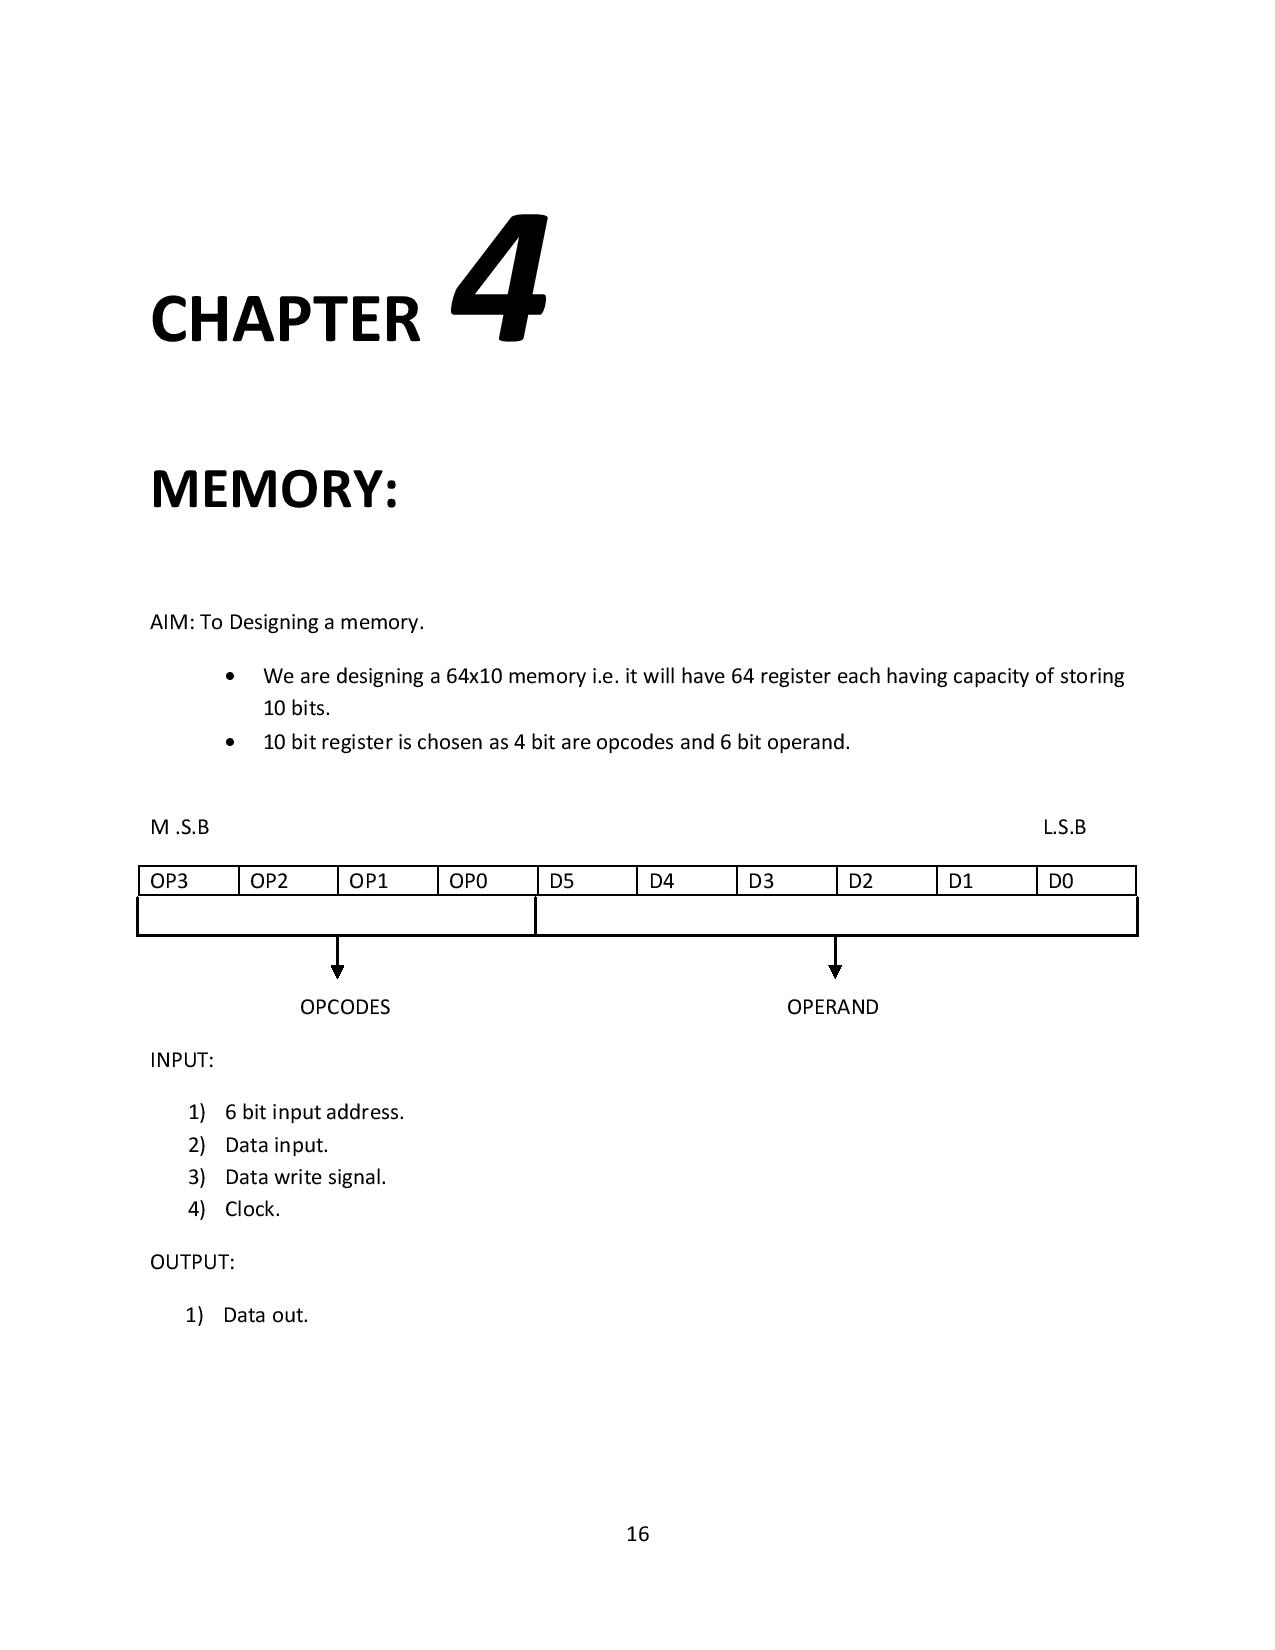 CHAPTER 4
MEMORY:
AIM: To Designing a memory.
• We are designing a 64x10 memory i.e. it will have 64 register each having capacity of storing
10 bits.
• 10 bit register is chosen as 4 bit are opcodes and 6 bit operand.
M .S.B L.S.B
OP3 OP2 OP1 OP0 D5 D4 D3 D2 D1 D0
OPCODES OPERAND
INPUT:
1) 6 bit input address.
2) Data input.
3) Data write signal.
4) Clock.
OUTPUT:
1) Data out.
16